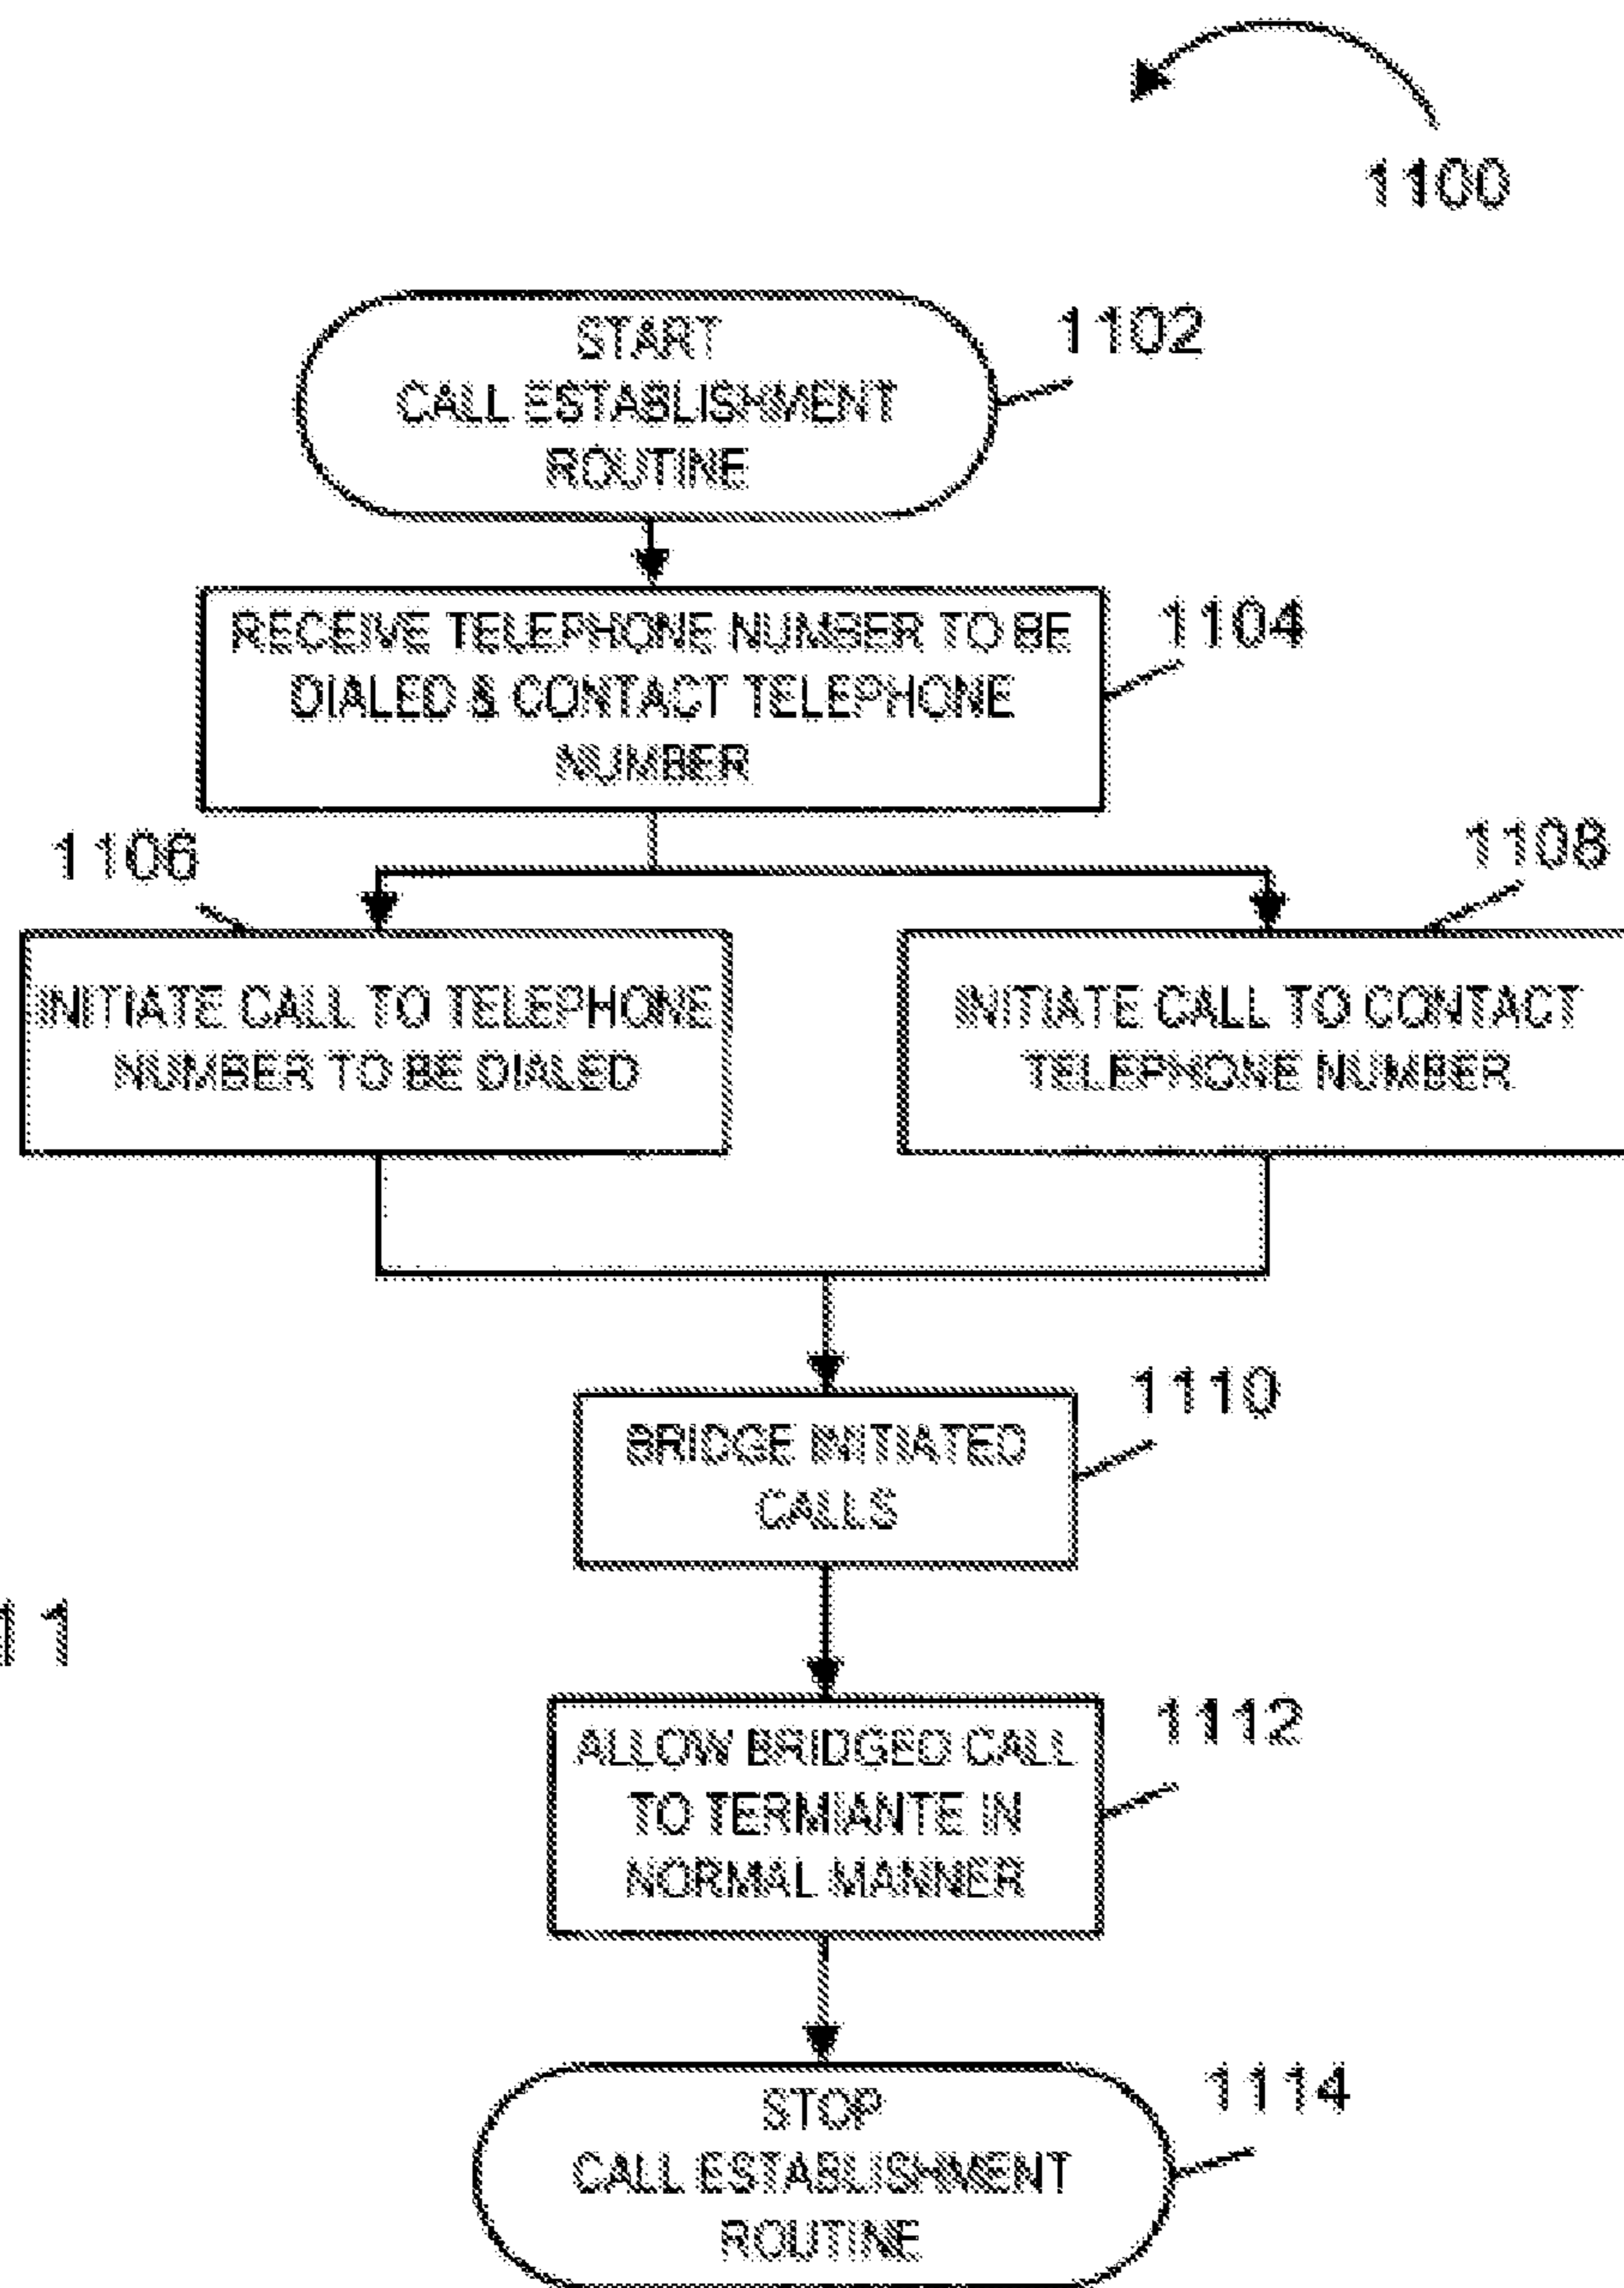 1100
START
CALL ESTABLISHMENT
ROUTINE
1102
RECEIVE TELEPHONE NUMBER TO BE
DIALED & CONTACT TELEPHONE
NUMBER
1104
1106
1108
INITIATE CALL TO TELEPHONE
NUMBER TO BE DIALED
INITIATE CALL TO CONTACT
TELEPHONE NUMBER
BRIDGE INITIATED
CALLS
1110
11
ALLOW BRIDGED CALL
TO TERMIANTE IN
NORMAL MANNER
1112
STOP
CALL ESTABLISHMENT
ROUTINE
1114